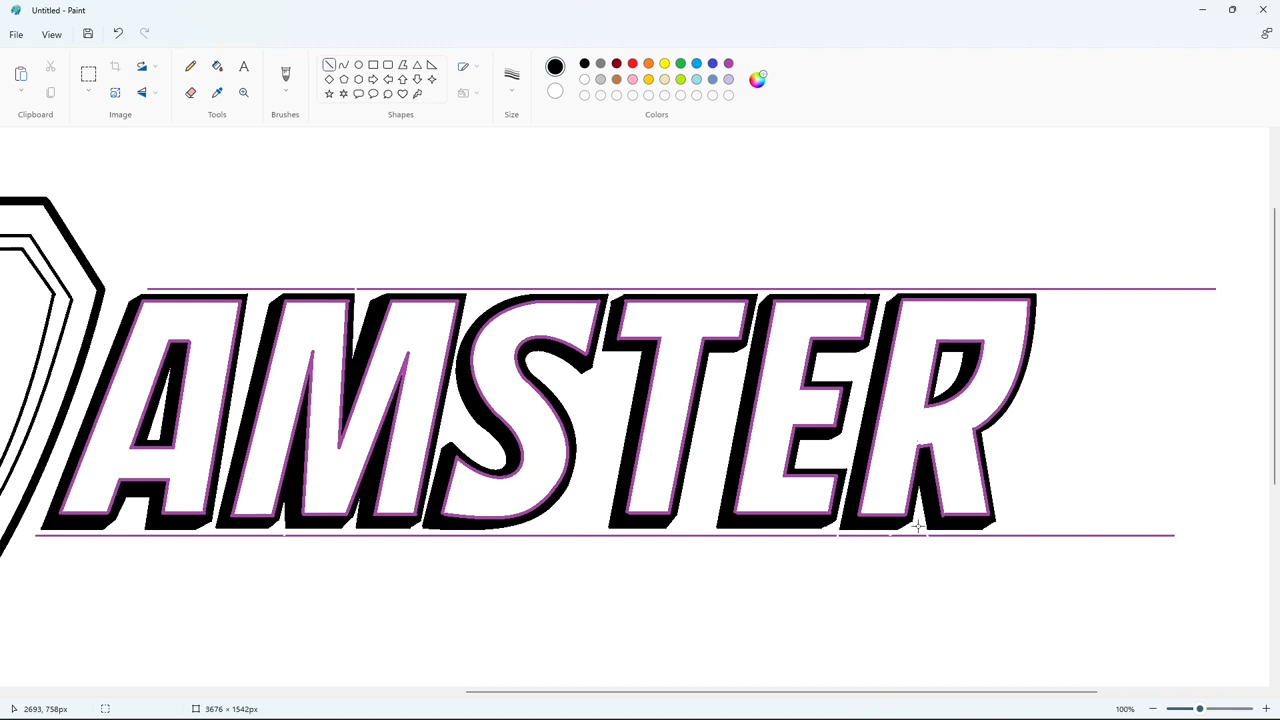 Untitled - Paint
File View
Clipboard Image Tools Brushes Shapes Size Colors
AMSTER
2693, 758px 3676 × 1542px 100%